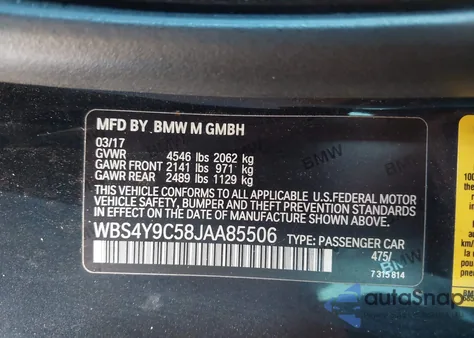 MFD BY .BMW M GMBH
03/17
GVWR 4546 lbs 2062 kg
GAWR FRONT 2141 lbs 971 kg
GAWR REAR 2489 lbs 1129 kg
THIS VEHICLE CONFORMS TO ALL APPLICABLE U.S.FEDERAL MOTOR
VEHICLE SAFETY, BUMPER, AND THEFT PREVENTION STANDARDS IN EFFECT
ON THE DATE OF MANUFACTURE SHOWN ABOVE.
WBS4Y9C58JAA85506 TYPE: PASSENGER CAR
475/
7 315 814
autoSnap